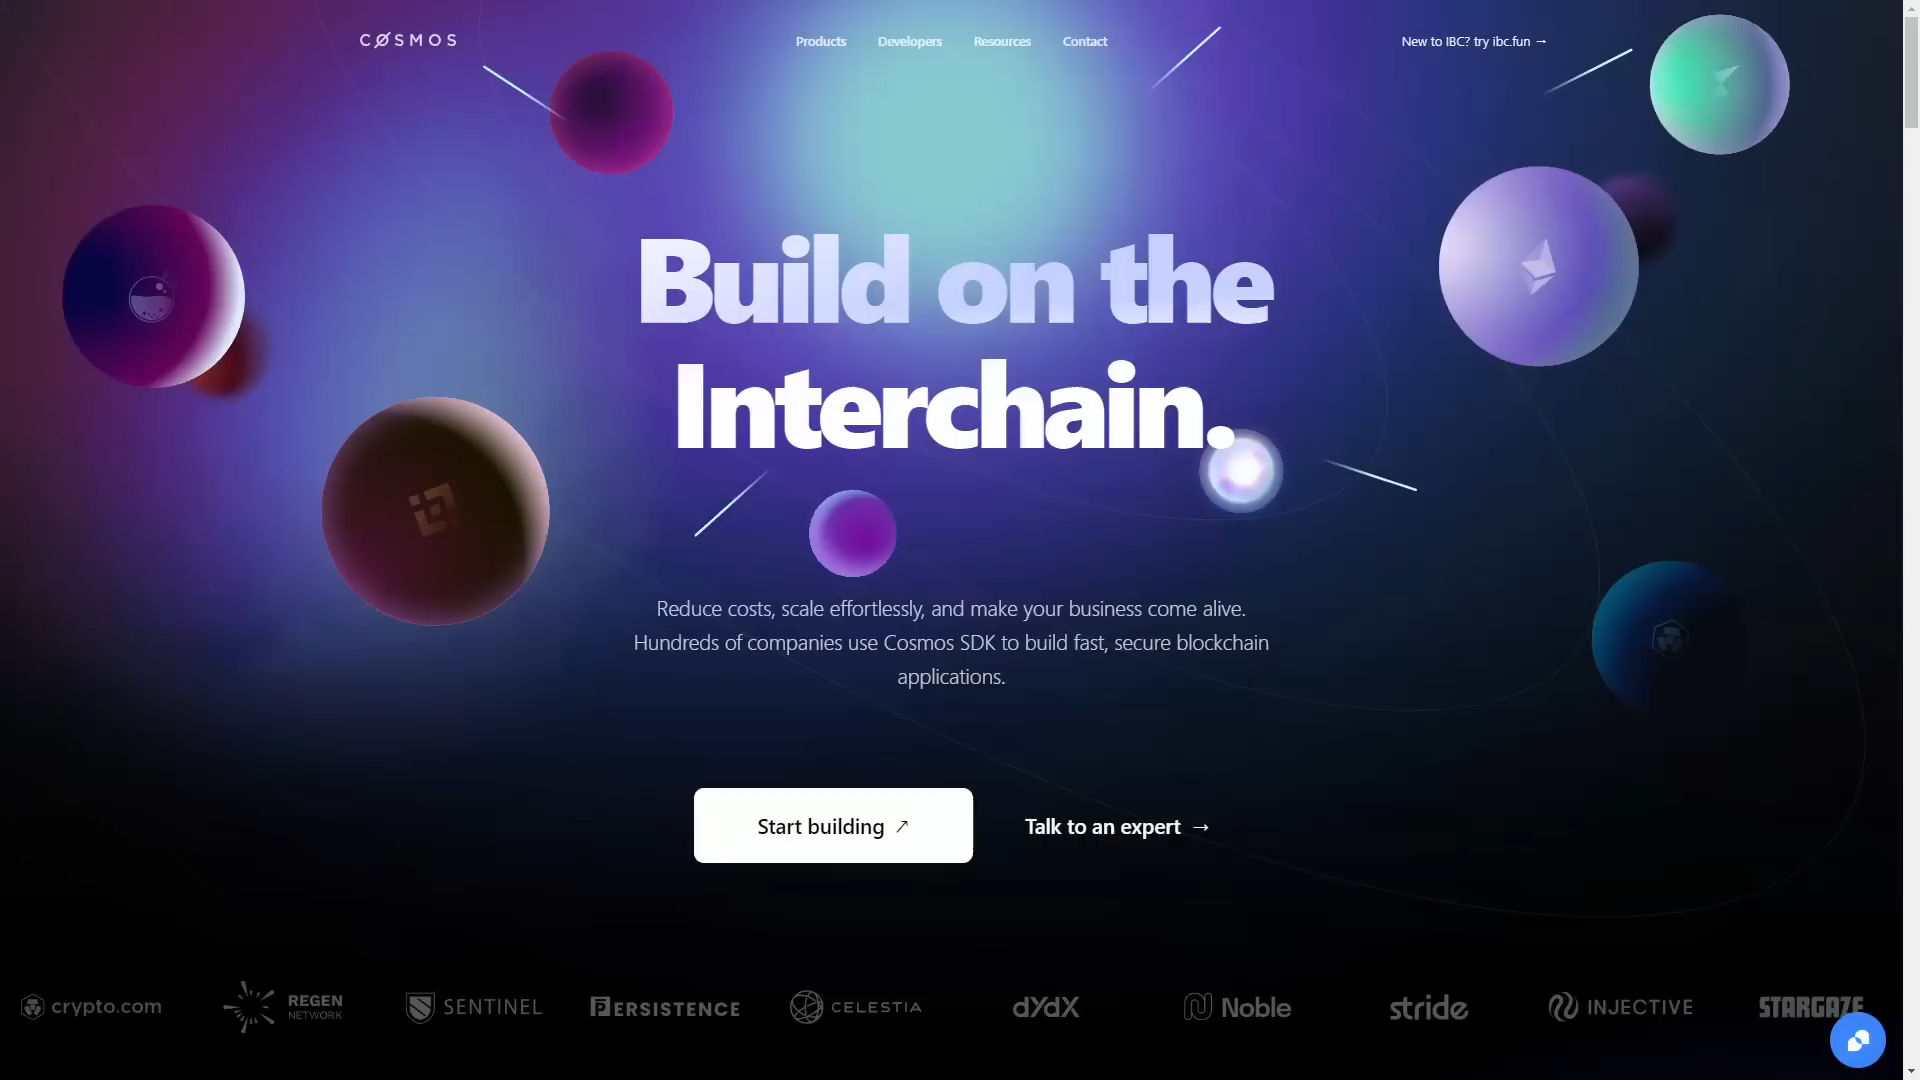 COSMOS
Products Developers Resources Contact
New to IBC? try ibc.fun →
Build on the
Interchain.
Reduce costs, scale effortlessly, and make your business come alive.
Hundreds of companies use Cosmos SDK to build fast, secure blockchain
applications.
Start building ↗
Talk to an expert →
crypto.com
REGEN
NETWORK
SENTINEL
PERSISTENCE
CELESTIA
dYdX
Noble
stride
INJECTIVE
STARGAZE